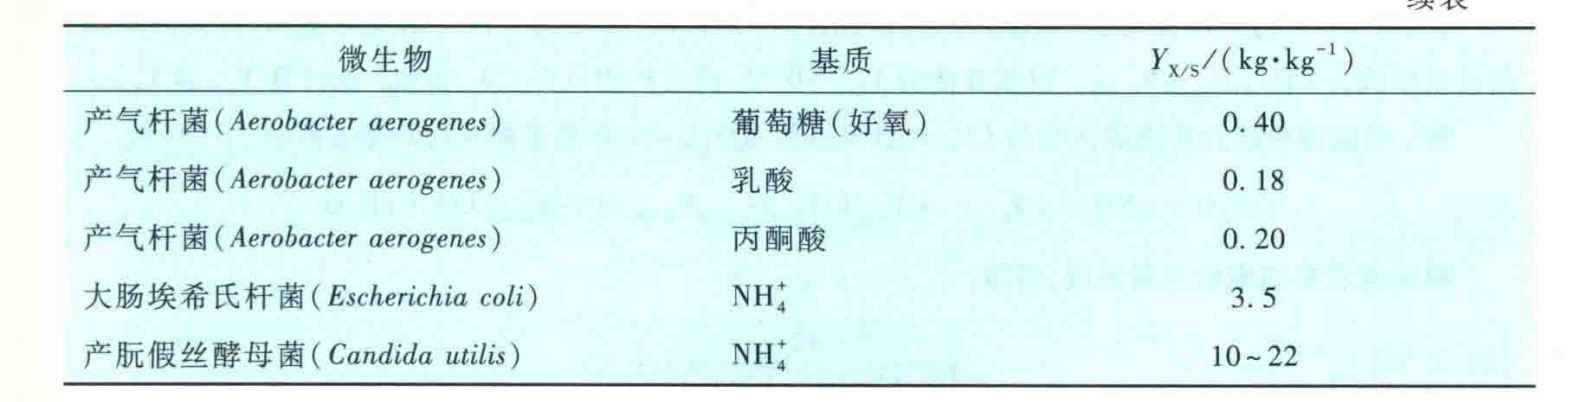 续表
微生物 基质 Y_{X/S}/(kg·kg^{-1})
产气杆菌(Aerobacter aerogenes) 葡萄糖(好氧) 0.40
产气杆菌(Aerobacter aerogenes) 乳酸 0.18
产气杆菌(Aerobacter aerogenes) 丙酮酸 0.20
大肠埃希氏杆菌(Escherichia coli) NH₄⁺ 3.5
产朊假丝酵母菌(Candida utilis) NH₄⁺ 10~22